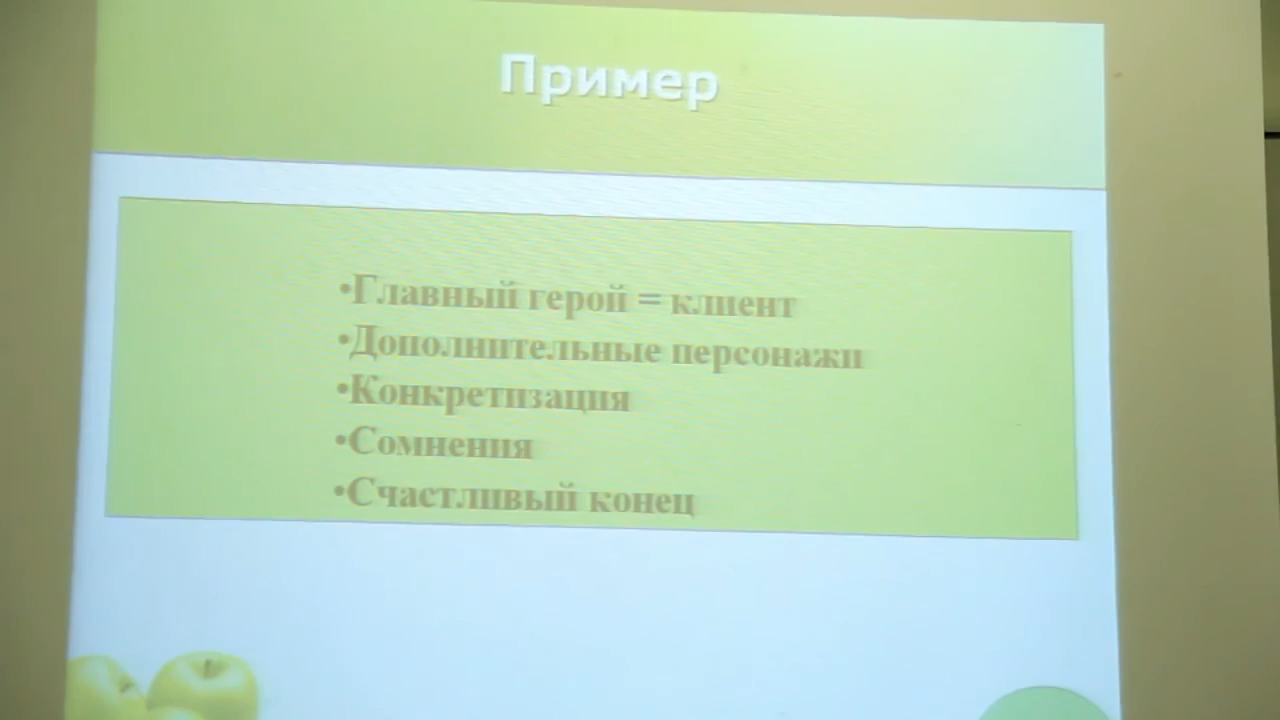 Пример
•Главный герой = клиент
•Дополнительные персонажи
•Конкретизация
•Сомнения
•Счастливый конец